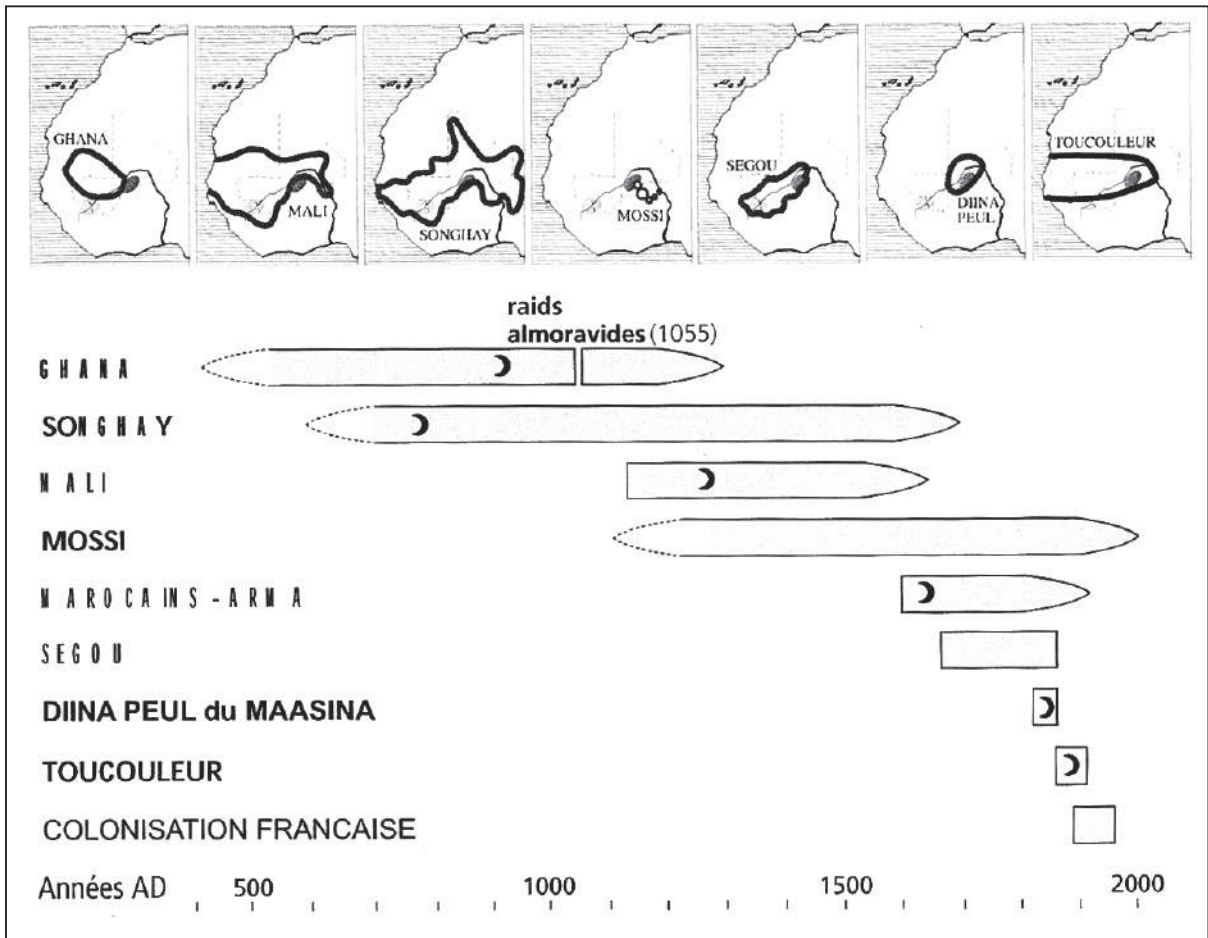 GHANA
MALI
SONGHAY
MOSSI
SEGOU
DIINA
PEUL
TOUCOULEUR
raids
almoravides (1055)
GHANA
SONGHAY
MALI
MOSSI
MAROCAINS-ARMA
SEGOU
DIINA PEUL du MAASINA
TOUCOULEUR
COLONISATION FRANCAISE
Années AD 500 1000 1500 2000